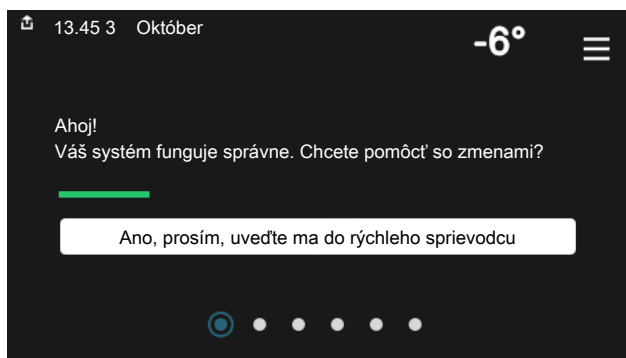 13.45 3 Október
-6°
Ahoj!
Váš systém funguje správne. Chcete pomôcť so zmenami?
Ano, prosím, uveďte ma do rýchleho sprievodcu